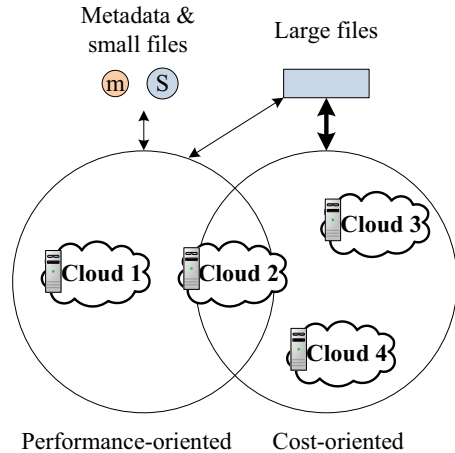 Metadata &
small files
Large files
m
S
Cloud 3
Cloud 1
Cloud 2
Cloud 4
Performance-oriented
Cost-oriented